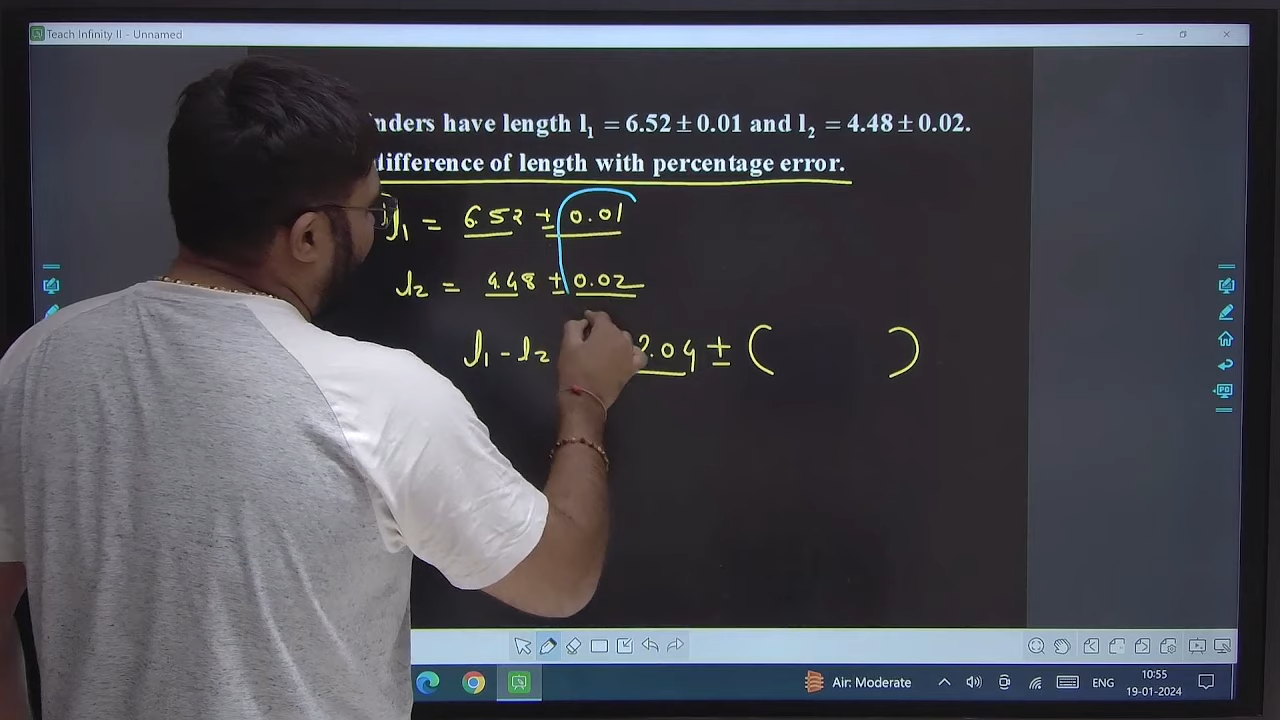 Teach Infinity II - Unnamed
nders have length l₁ = 6.52 ± 0.01 and l₂ = 4.48 ± 0.02.
difference of length with percentage error.
l₁ = 6.52 ± 0.01
l₂ = 4.48 ± 0.02
l₁ - l₂ 2.04 ± ( )
Air: Moderate
ENG
10:55
19-01-2024